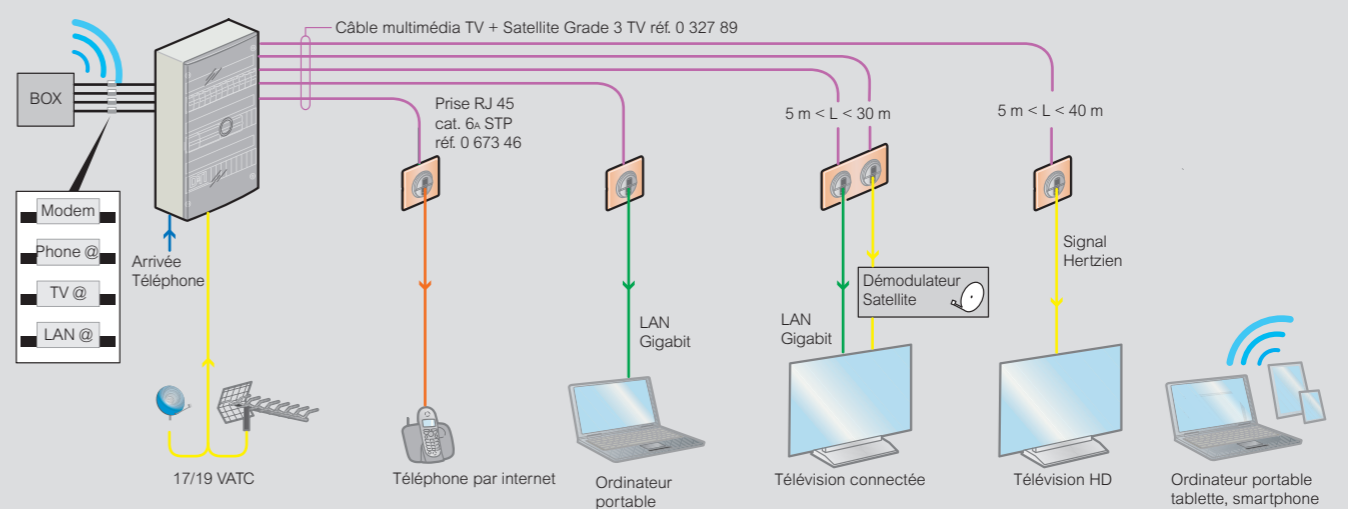 Câble multimédia TV + Satellite Grade 3 TV réf. 0 327 89
BOX
Prise RJ 45
cat. 6A STP
réf. 0 673 46
5 m < L < 30 m
5 m < L < 40 m
Modem
Phone @
TV @
LAN @
Arrivée
Téléphone
Signal
Hertzien
Démodulateur
Satellite
LAN
Gigabit
LAN
Gigabit
17/19 VATC
Téléphone par internet
Ordinateur
portable
Télévision connectée
Télévision HD
Ordinateur portable
tablette, smartphone